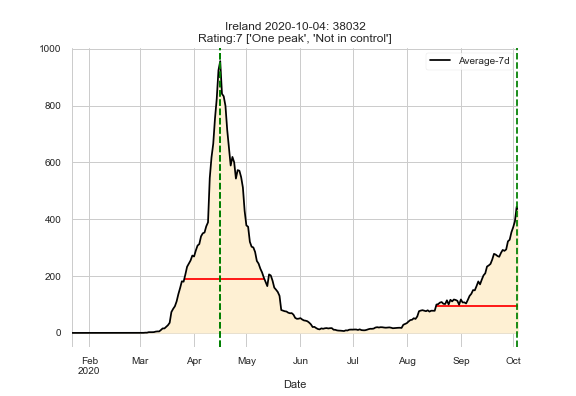 Ireland 2020-10-04: 38032
Rating:7 ['One peak', 'Not in control']
Average-7d
1000
800
600
400
200
0
Feb Mar Apr May Jun Jul Aug Sep Oct
2020
Date